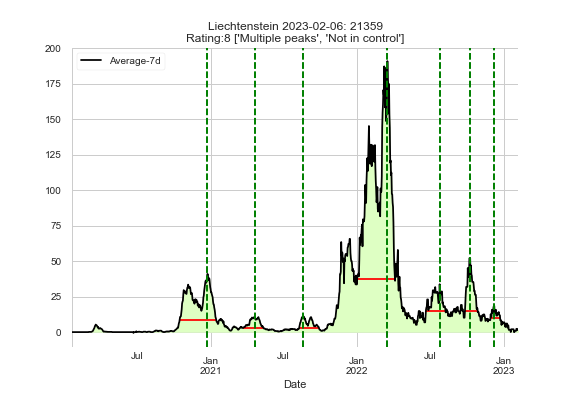 Liechtenstein 2023-02-06: 21359
Rating:8 ['Multiple peaks', 'Not in control']
Average-7d
200
175
150
125
100
75
50
25
0
Jul
Jan
2021
Jul
Jan
2022
Jul
Jan
2023
Date